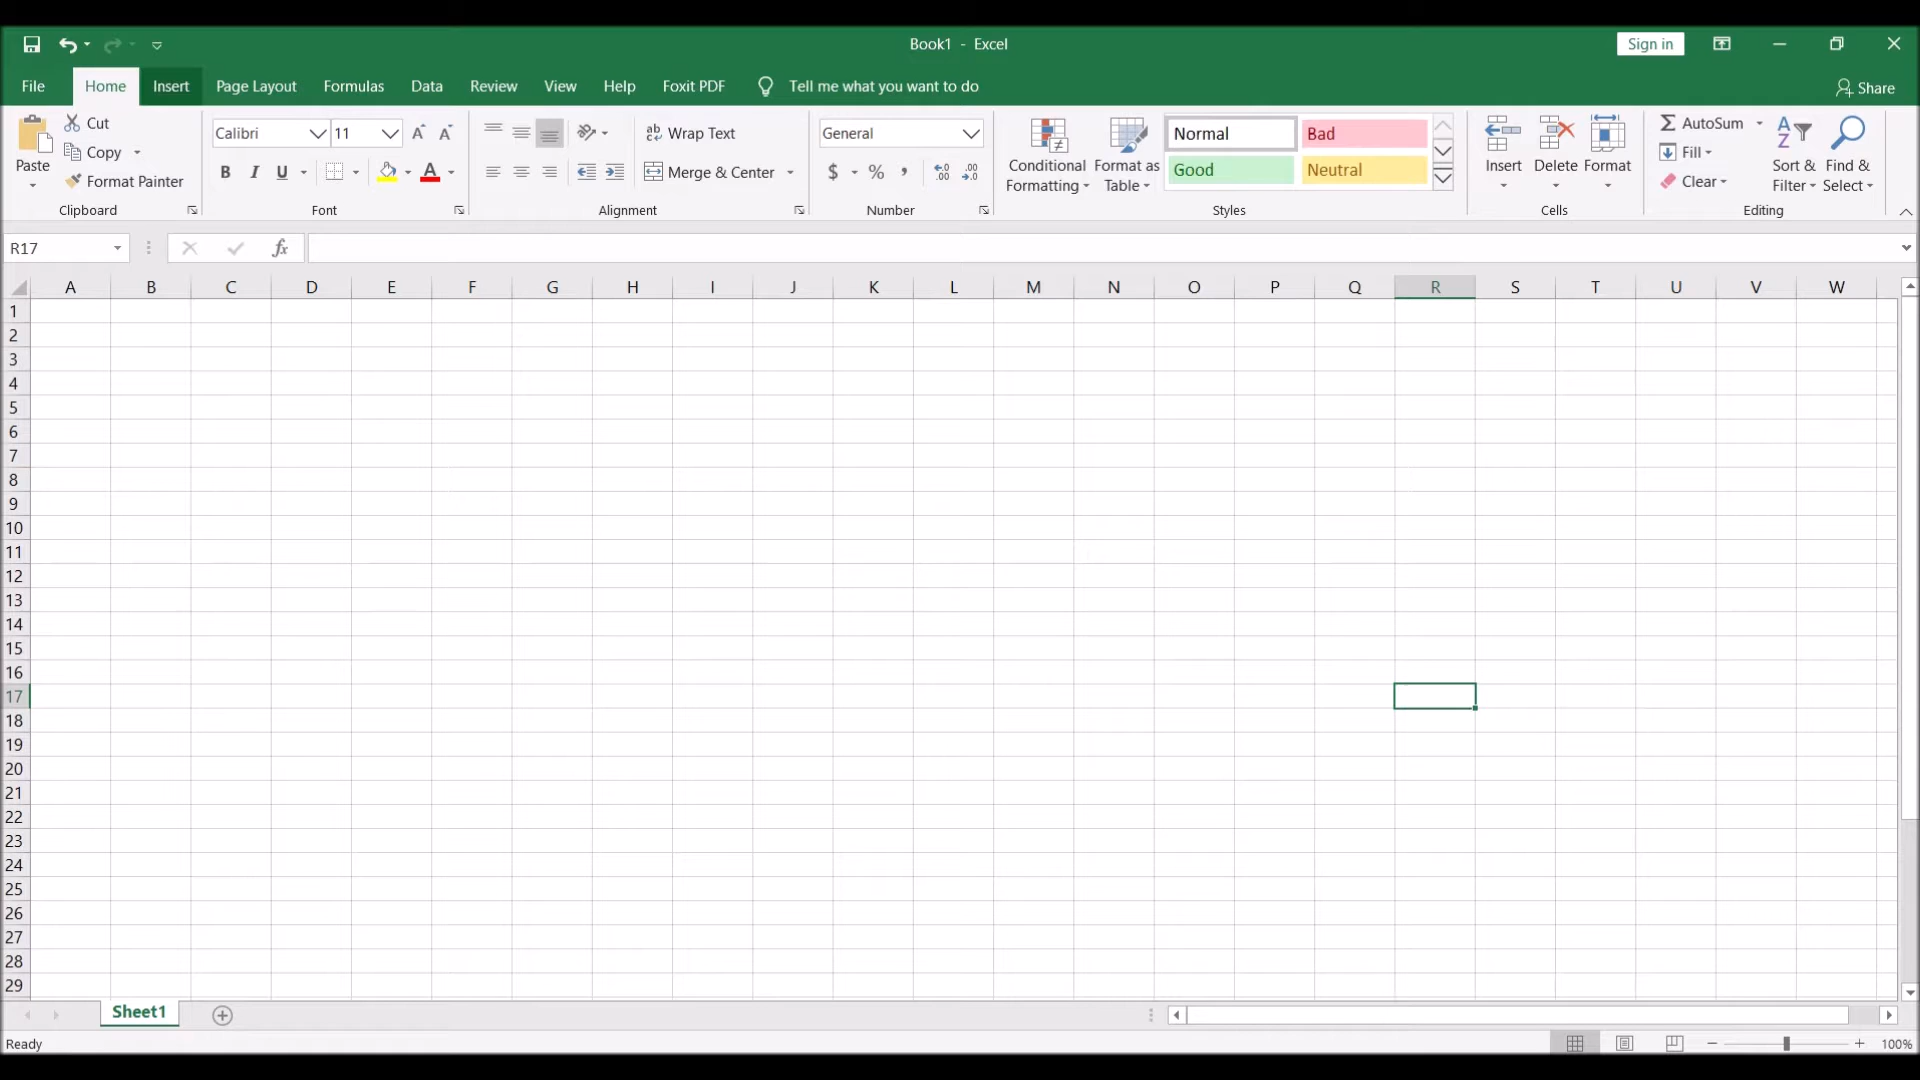 Book1 - Excel
Sign in
File Home Insert Page Layout Formulas Data Review View Help Foxit PDF Tell me what you want to do Share
Paste
Cut
Copy
Format Painter
Clipboard
Calibri 11
B I U A
Font
ab Wrap Text
Merge & Center
Alignment
General
$ % ,
Number
Conditional Formatting
Format as Table
Normal Bad
Good Neutral
Styles
Insert Delete Format
Cells
AutoSum
Fill
Clear
Sort & Filter
Find & Select
Editing
R17 fx
A B C D E F G H I J K L M N O P Q R S T U V W
1
2
3
4
5
6
7
8
9
10
11
12
13
14
15
16
17
18
19
20
21
22
23
24
25
26
27
28
29
Sheet1
Ready 100%